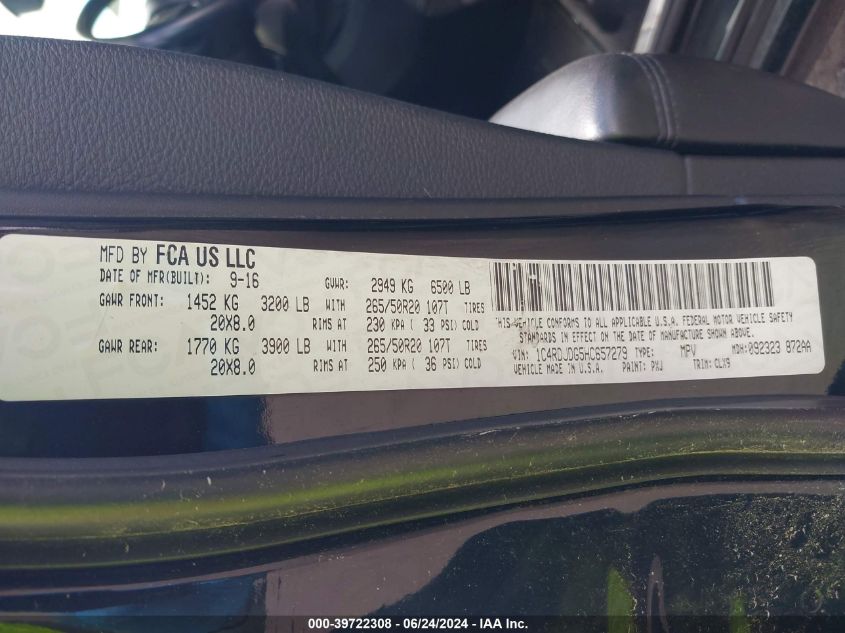 MFD BY FCA US LLC
DATE OF MFR(BUILT): 9-16 GVWR: 2949 KG 6500 LB
GAWR FRONT: 1452 KG 3200 LB WITH 265/50R20 107T TIRES
20X8.0 RIMS AT 230 KPA ( 33 PSI) COLD
GAWR REAR: 1770 KG 3900 LB WITH 265/50R20 107T TIRES
20X8.0 RIMS AT 250 KPA ( 36 PSI) COLD
THIS VEHICLE CONFORMS TO ALL APPLICABLE U.S.A. FEDERAL MOTOR VEHICLE SAFETY
STANDARDS IN EFFECT ON THE DATE OF MANUFACTURE SHOWN ABOVE.
VIN: 1C4RDJDG5HC657279 TYPE: MPV MDH: 092323 872AA
VEHICLE MADE IN U.S.A. PAINT: PXJ TRIM: CLX9
000-39722308 - 06/24/2024 - IAA Inc.